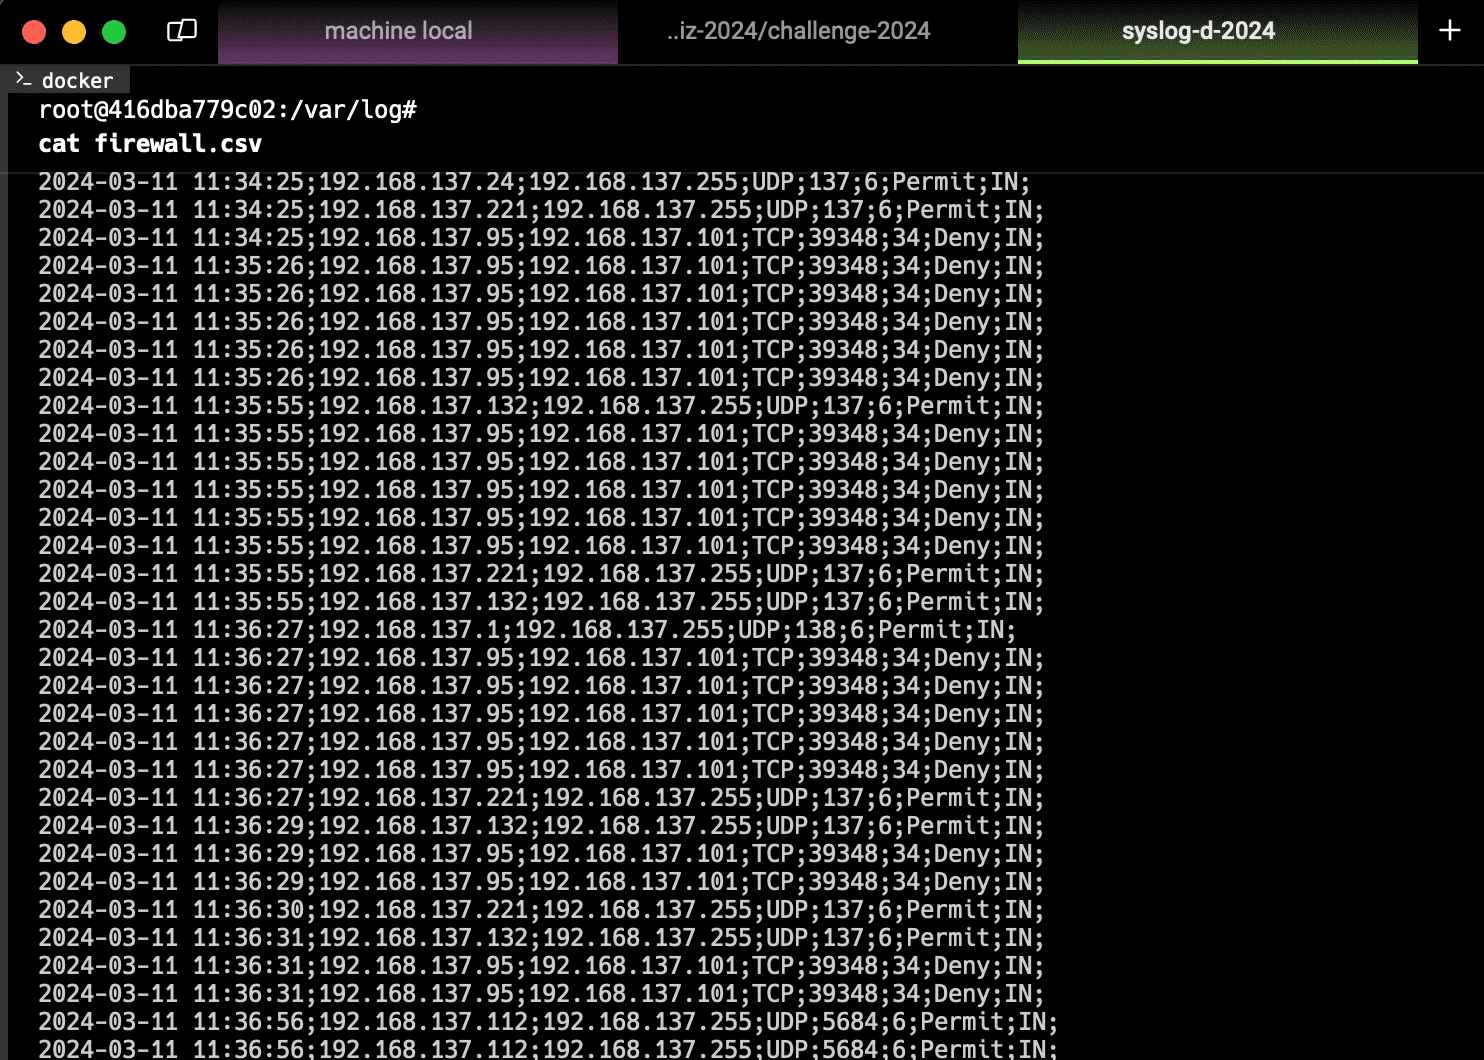 machine local
..iz-2024/challenge-2024
syslog-d-2024
docker
root@416dba779c02:/var/log#
cat firewall.csv
2024-03-11 11:34:25;192.168.137.24;192.168.137.255;UDP;137;6;Permit;IN;
2024-03-11 11:34:25;192.168.137.221;192.168.137.255;UDP;137;6;Permit;IN;
2024-03-11 11:34:25;192.168.137.95;192.168.137.101;TCP;39348;34;Deny;IN;
2024-03-11 11:35:26;192.168.137.95;192.168.137.101;TCP;39348;34;Deny;IN;
2024-03-11 11:35:26;192.168.137.95;192.168.137.101;TCP;39348;34;Deny;IN;
2024-03-11 11:35:26;192.168.137.95;192.168.137.101;TCP;39348;34;Deny;IN;
2024-03-11 11:35:26;192.168.137.95;192.168.137.101;TCP;39348;34;Deny;IN;
2024-03-11 11:35:26;192.168.137.95;192.168.137.101;TCP;39348;34;Deny;IN;
2024-03-11 11:35:55;192.168.137.132;192.168.137.255;UDP;137;6;Permit;IN;
2024-03-11 11:35:55;192.168.137.95;192.168.137.101;TCP;39348;34;Deny;IN;
2024-03-11 11:35:55;192.168.137.95;192.168.137.101;TCP;39348;34;Deny;IN;
2024-03-11 11:35:55;192.168.137.95;192.168.137.101;TCP;39348;34;Deny;IN;
2024-03-11 11:35:55;192.168.137.95;192.168.137.101;TCP;39348;34;Deny;IN;
2024-03-11 11:35:55;192.168.137.95;192.168.137.101;TCP;39348;34;Deny;IN;
2024-03-11 11:35:55;192.168.137.221;192.168.137.255;UDP;137;6;Permit;IN;
2024-03-11 11:35:55;192.168.137.132;192.168.137.255;UDP;137;6;Permit;IN;
2024-03-11 11:36:27;192.168.137.1;192.168.137.255;UDP;138;6;Permit;IN;
2024-03-11 11:36:27;192.168.137.95;192.168.137.101;TCP;39348;34;Deny;IN;
2024-03-11 11:36:27;192.168.137.95;192.168.137.101;TCP;39348;34;Deny;IN;
2024-03-11 11:36:27;192.168.137.95;192.168.137.101;TCP;39348;34;Deny;IN;
2024-03-11 11:36:27;192.168.137.95;192.168.137.101;TCP;39348;34;Deny;IN;
2024-03-11 11:36:27;192.168.137.95;192.168.137.101;TCP;39348;34;Deny;IN;
2024-03-11 11:36:27;192.168.137.221;192.168.137.255;UDP;137;6;Permit;IN;
2024-03-11 11:36:29;192.168.137.132;192.168.137.255;UDP;137;6;Permit;IN;
2024-03-11 11:36:29;192.168.137.95;192.168.137.101;TCP;39348;34;Deny;IN;
2024-03-11 11:36:29;192.168.137.95;192.168.137.101;TCP;39348;34;Deny;IN;
2024-03-11 11:36:30;192.168.137.221;192.168.137.255;UDP;137;6;Permit;IN;
2024-03-11 11:36:31;192.168.137.132;192.168.137.255;UDP;137;6;Permit;IN;
2024-03-11 11:36:31;192.168.137.95;192.168.137.101;TCP;39348;34;Deny;IN;
2024-03-11 11:36:31;192.168.137.95;192.168.137.101;TCP;39348;34;Deny;IN;
2024-03-11 11:36:56;192.168.137.112;192.168.137.255;UDP;5684;6;Permit;IN;
2024-03-11 11:36:56;192.168.137.112;192.168.137.255;UDP;5684;6;Permit;IN;